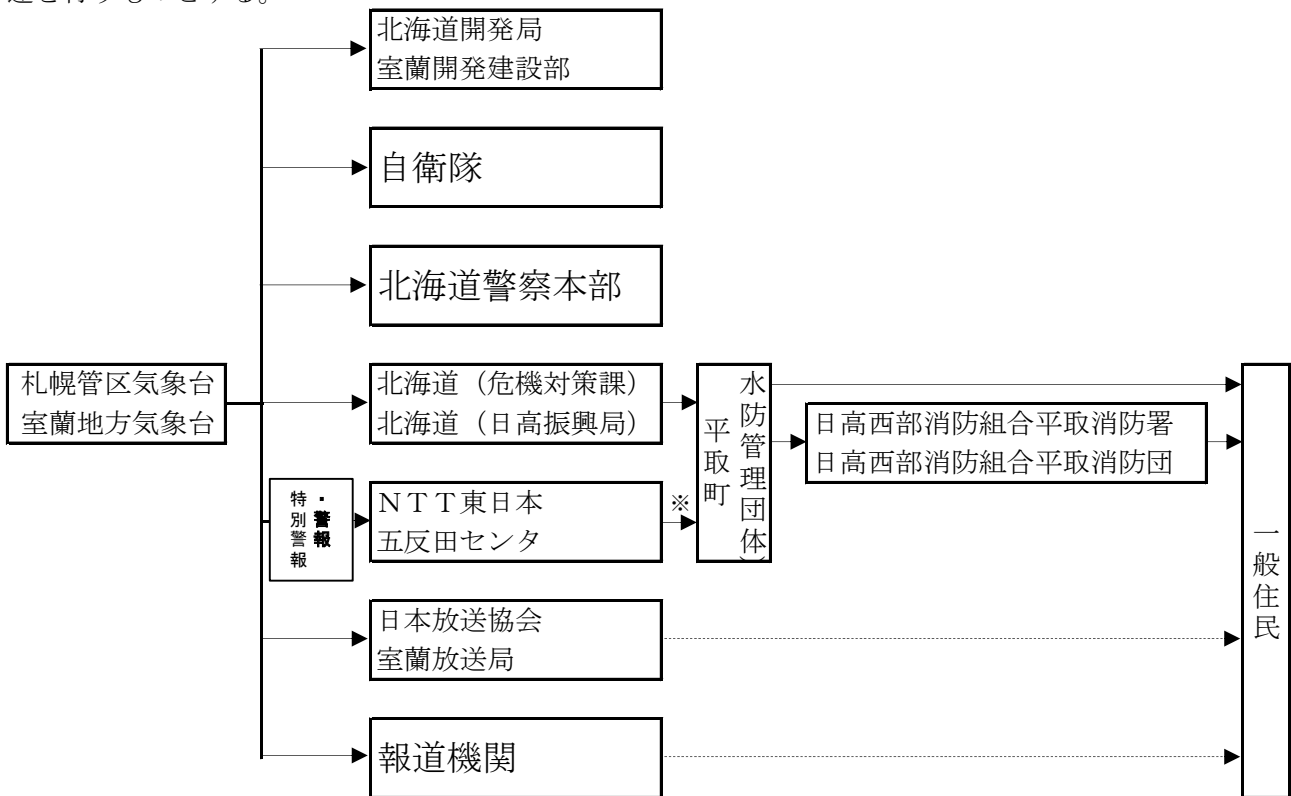 北海道開発局
室蘭開発建設部
自衛隊
北海道警察本部
札幌管区気象台
室蘭地方気象台
北海道（危機対策課）
北海道（日高振興局）
特別警報
・警報
ＮＴＴ東日本
五反田センタ
※
水防管理団体）
平取町
日高西部消防組合平取消防署
日高西部消防組合平取消防団
日本放送協会
室蘭放送局
報道機関
一般住民